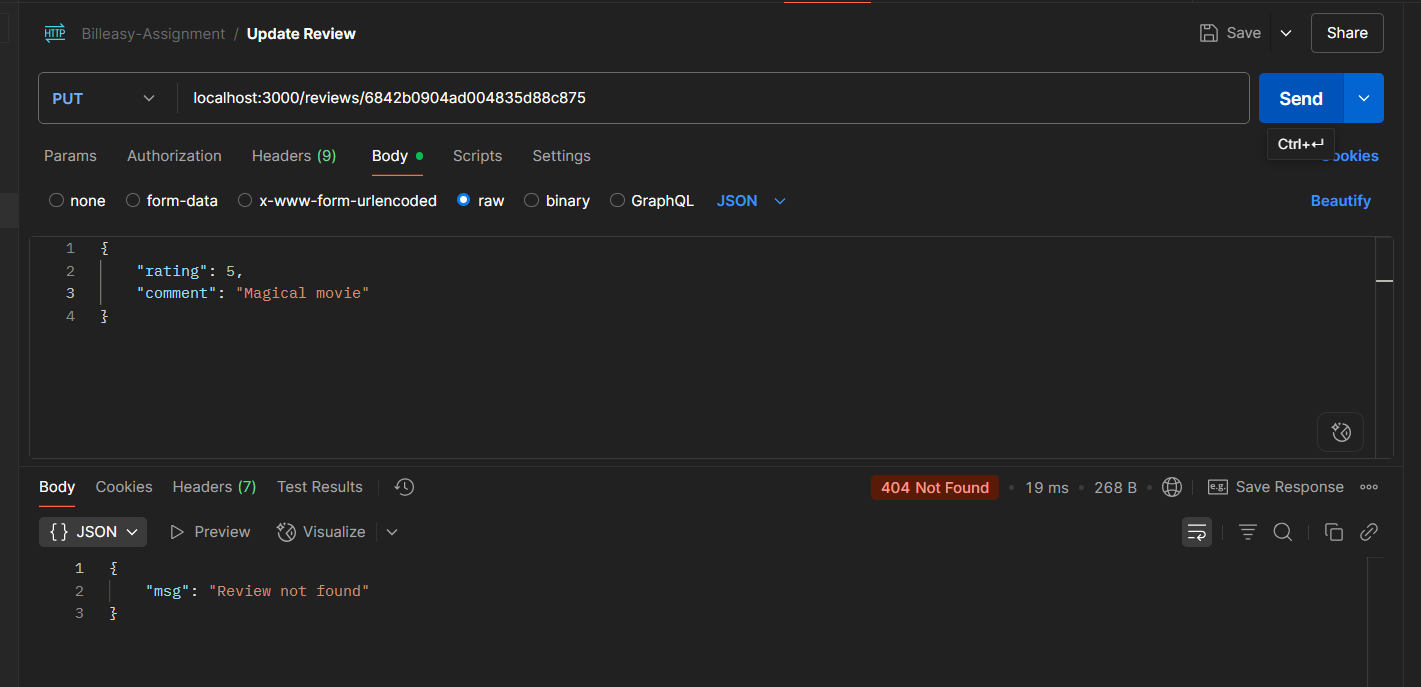 HTTP Billeasy-Assignment / Update Review Save Share
PUT localhost:3000/reviews/6842b0904ad004835d88c875 Send
Ctrl+↵
Params Authorization Headers (9) Body Scripts Settings ookies
none form-data x-www-form-urlencoded raw binary GraphQL JSON Beautify
1 {
2 "rating": 5,
3 "comment": "Magical movie"
4 }
Body Cookies Headers (7) Test Results 404 Not Found • 19 ms • 268 B • e.g. Save Response
{} JSON Preview Visualize
1 {
2 "msg": "Review not found"
3 }